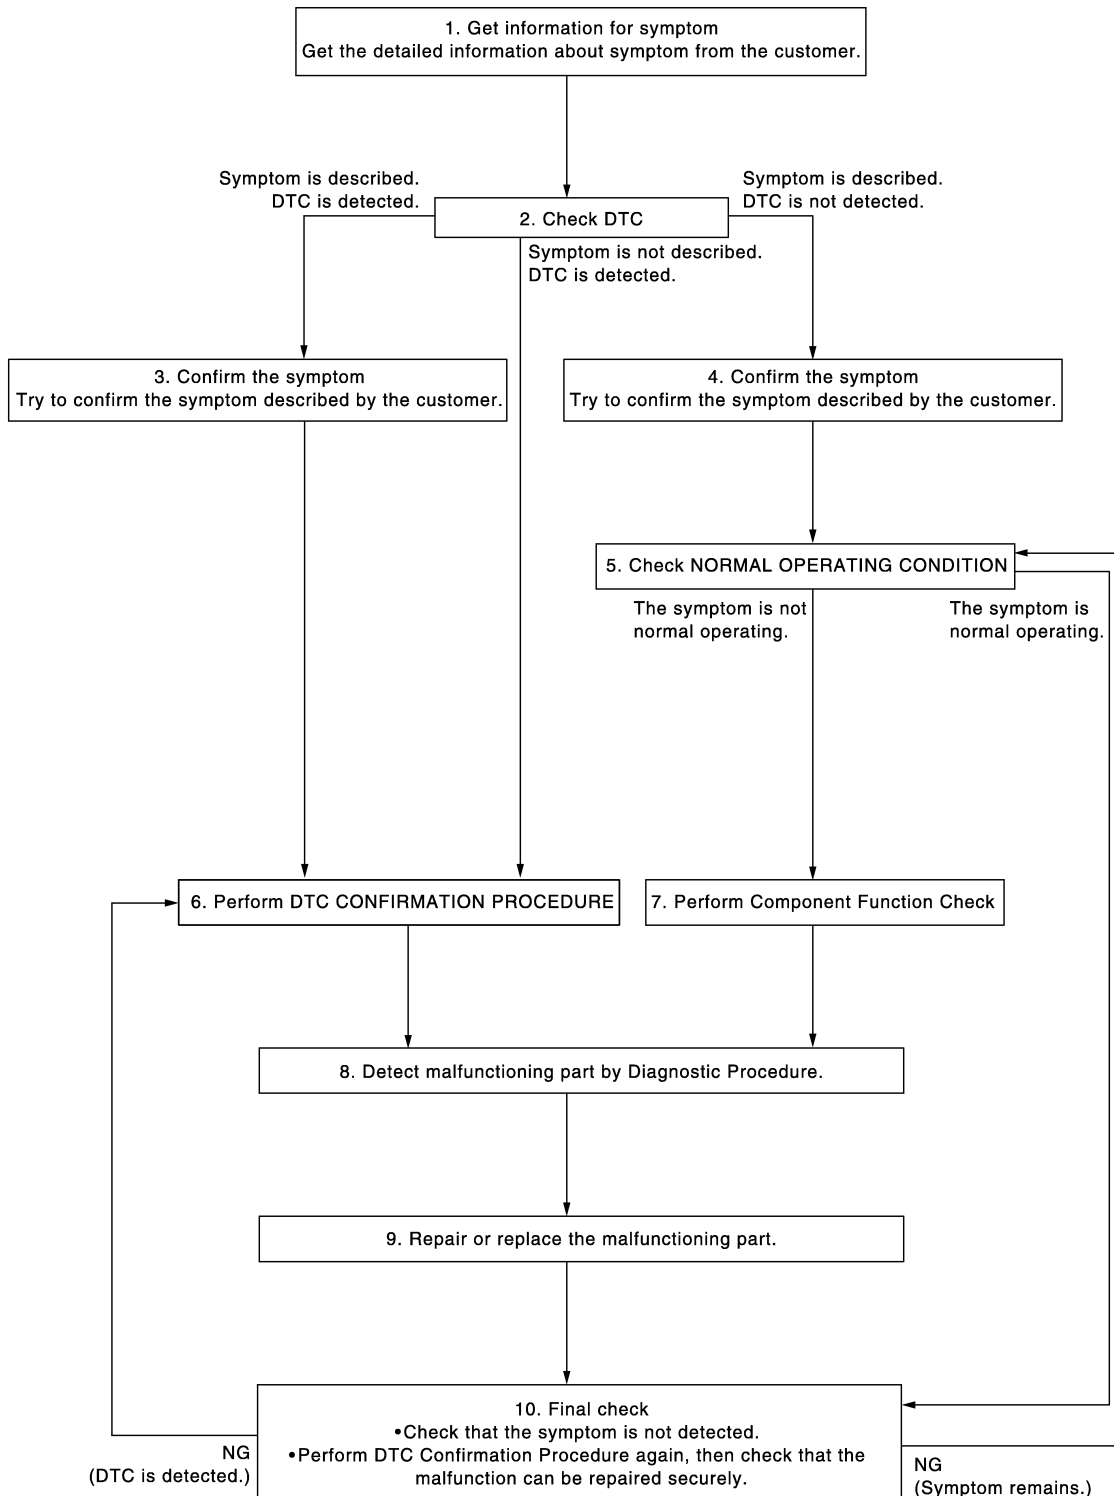 1. Get information for symptom
Get the detailed information about symptom from the customer.
Symptom is described.
DTC is detected.
Symptom is described.
DTC is not detected.
2. Check DTC
Symptom is not described.
DTC is detected.
3. Confirm the symptom
Try to confirm the symptom described by the customer.
4. Confirm the symptom
Try to confirm the symptom described by the customer.
5. Check NORMAL OPERATING CONDITION
The symptom is not
normal operating.
The symptom is
normal operating.
6. Perform DTC CONFIRMATION PROCEDURE
7. Perform Component Function Check
8. Detect malfunctioning part by Diagnostic Procedure.
9. Repair or replace the malfunctioning part.
10. Final check
•Check that the symptom is not detected.
•Perform DTC Confirmation Procedure again, then check that the
malfunction can be repaired securely.
NG
(DTC is detected.)
NG
(Symptom remains.)